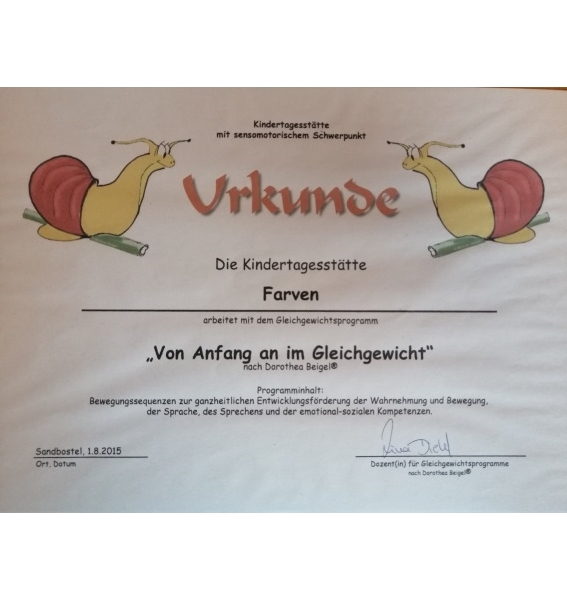 Kindertagesstätte
mit sensomotorischem Schwerpunkt
Urkunde
Die Kindertagesstätte
Farven
arbeitet mit dem Gleichgewichtsprogramm
„Von Anfang an im Gleichgewicht“
nach Dorothea Beigel®
Programminhalt:
Bewegungssequenzen zur ganzheitlichen Entwicklungsförderung der Wahrnehmung und Bewegung,
der Sprache, des Sprechens und der emotional-sozialen Kompetenzen.
Sandbostel, 1.8.2015
Ort, Datum
Dozent(in) für Gleichgewichtsprogramme
nach Dorothea Beigel®